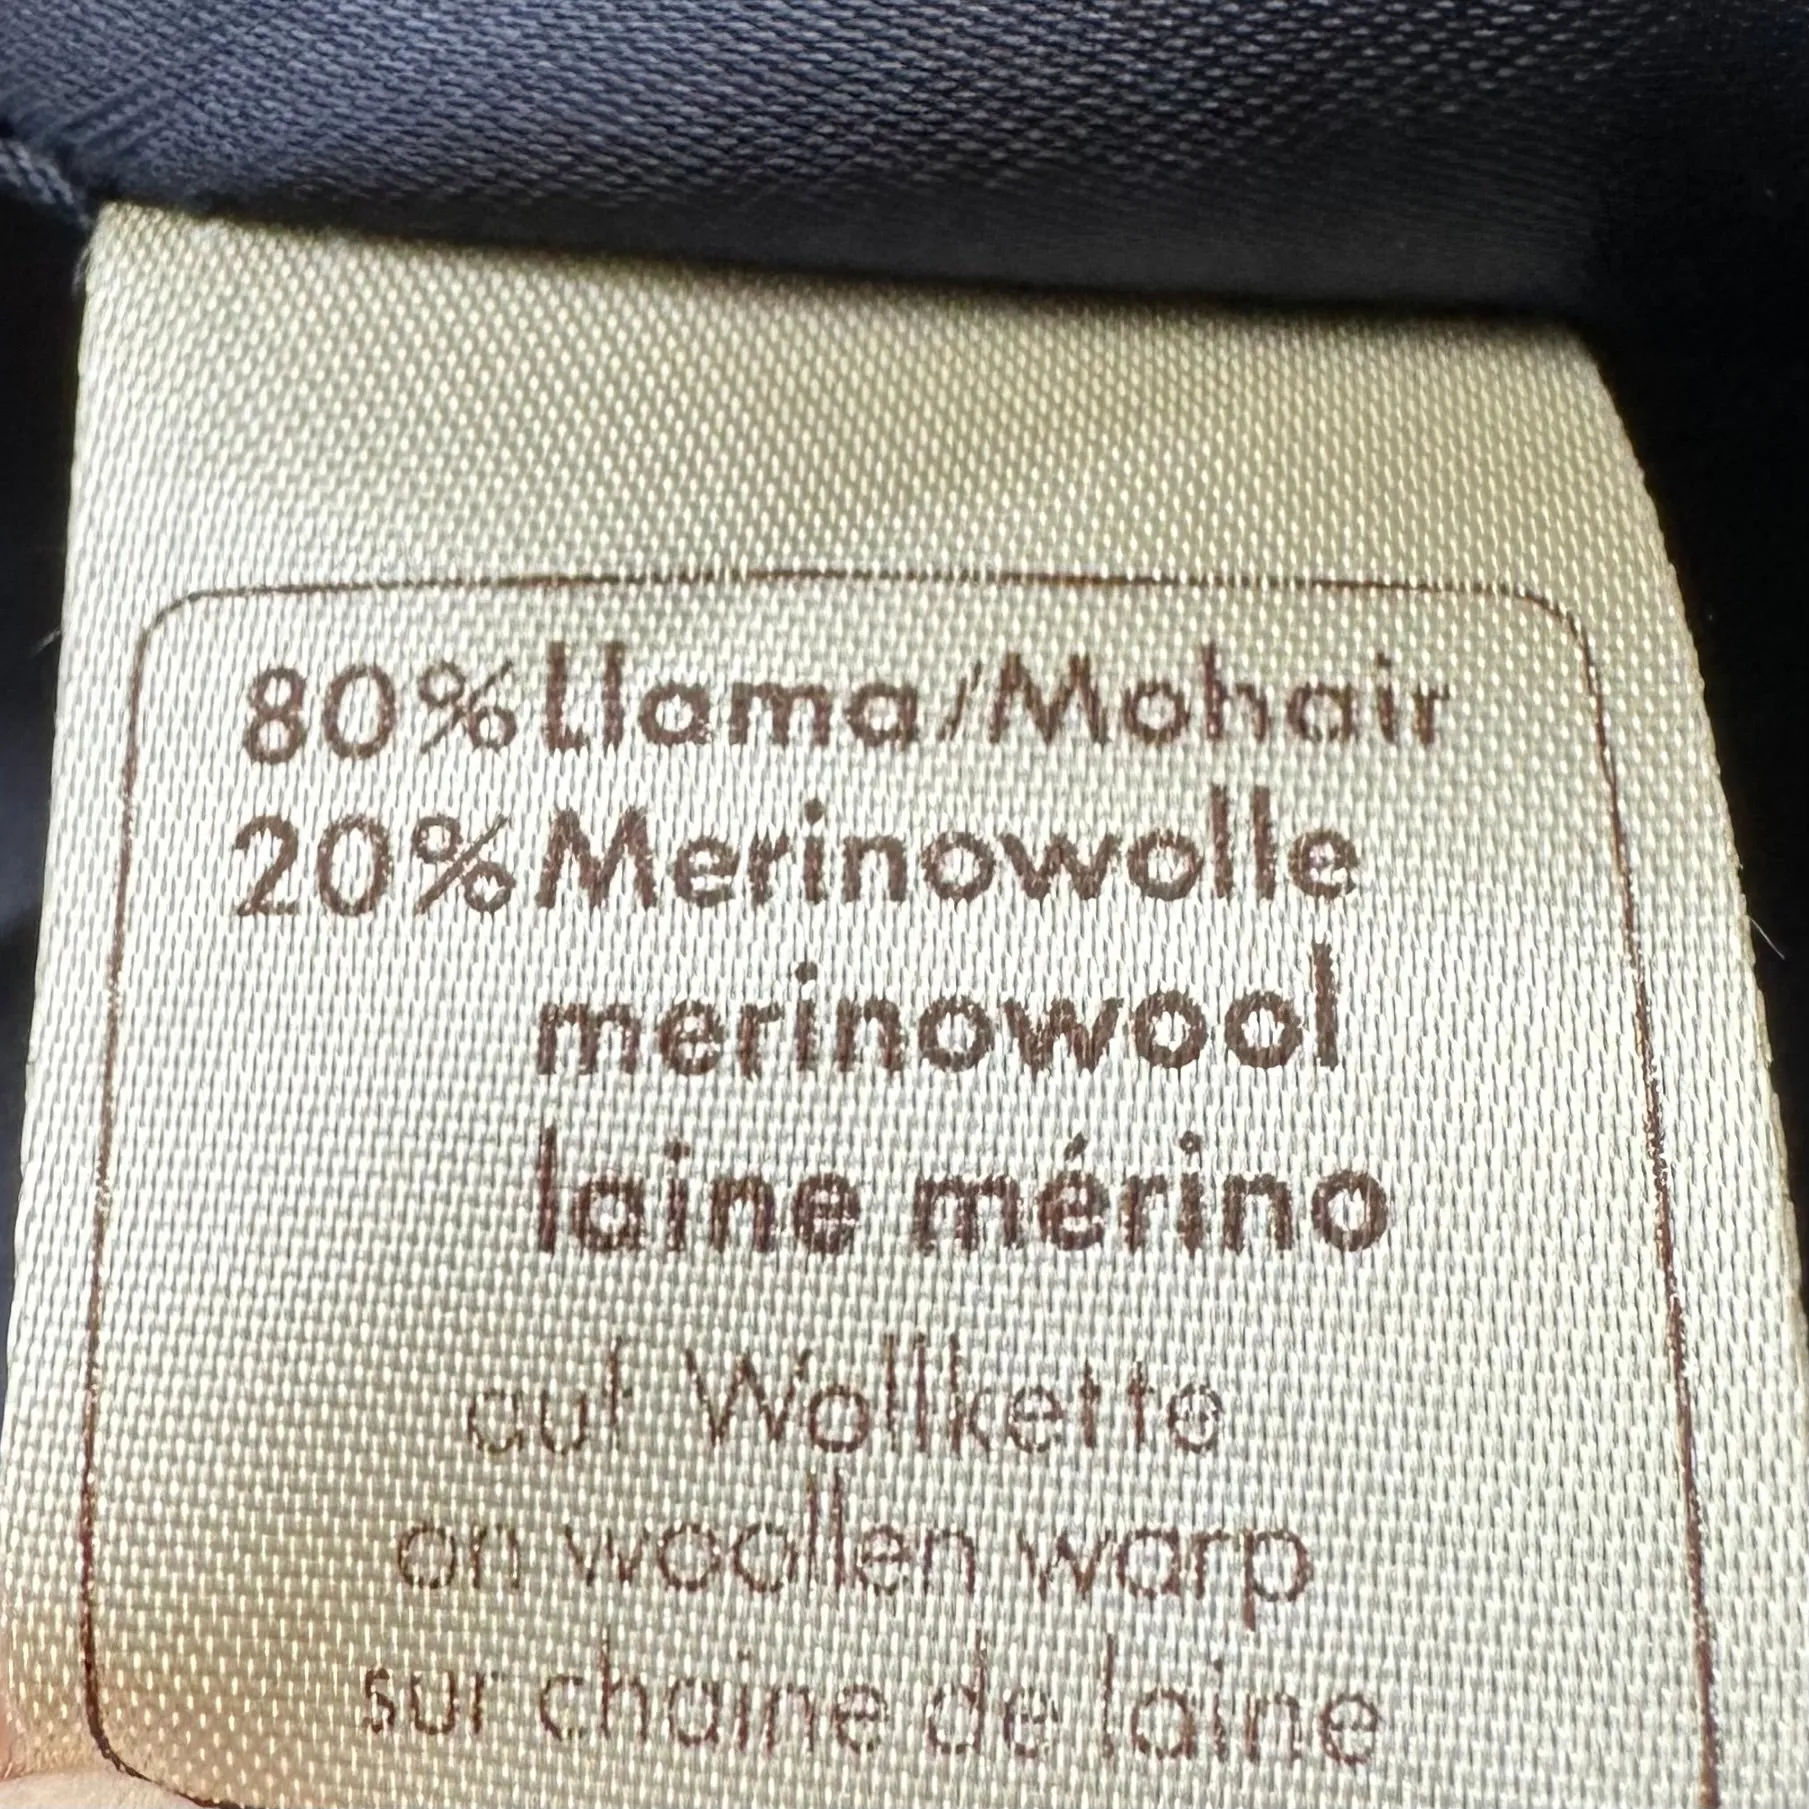 80% Llama/Mohair
20% Merinowolle
merinowool
laine mérino
auf Wollkette
on woollen warp
sur chaine de laine